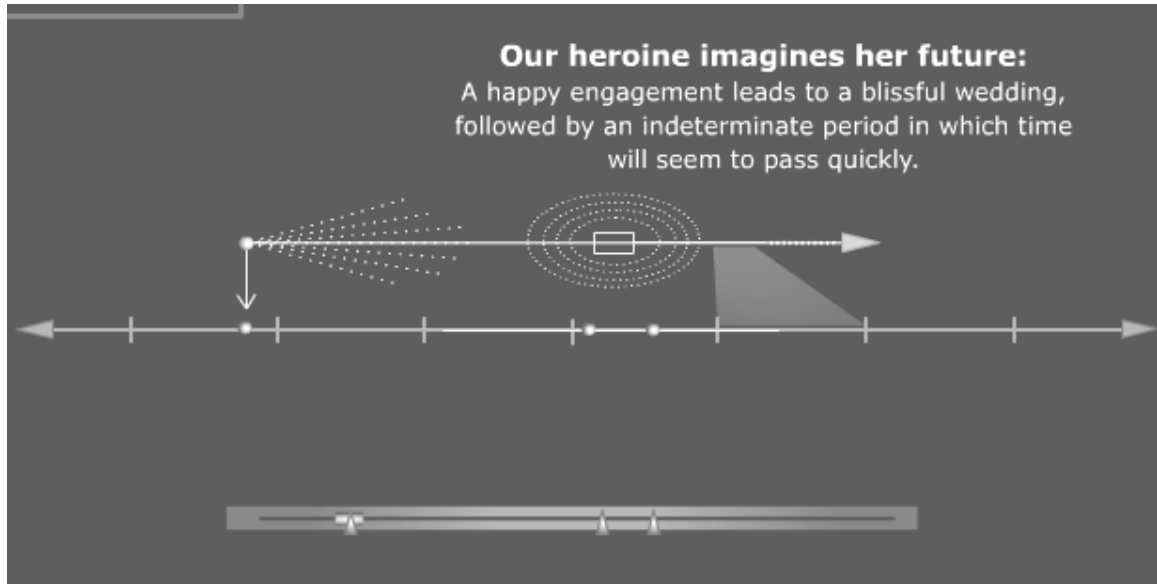 Our heroine imagines her future:
A happy engagement leads to a blissful wedding,
followed by an indeterminate period in which time
will seem to pass quickly.